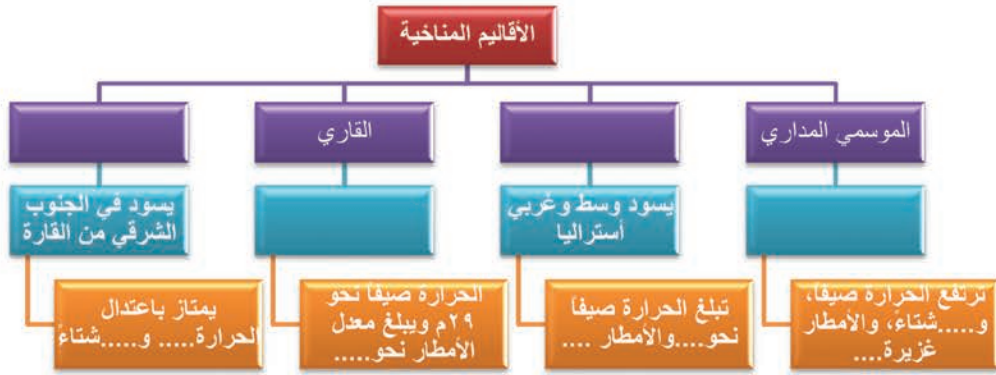 الأقاليم المناخية
الموسمي المداري
القاري
يسود وسط وغربي
أستراليا
يسود في الجنوب
الشرقي من القارة
ترتفع الحرارة صيفاً،
و.....شتاءً، والأمطار
غزيرة....
تبلغ الحرارة صيفاً
نحو....والأمطار ....
الحرارة صيفاً نحو
٢٩م ويبلغ معدل
الأمطار نحو.....
يمتاز باعتدال
الحرارة..... و.....شتاءً